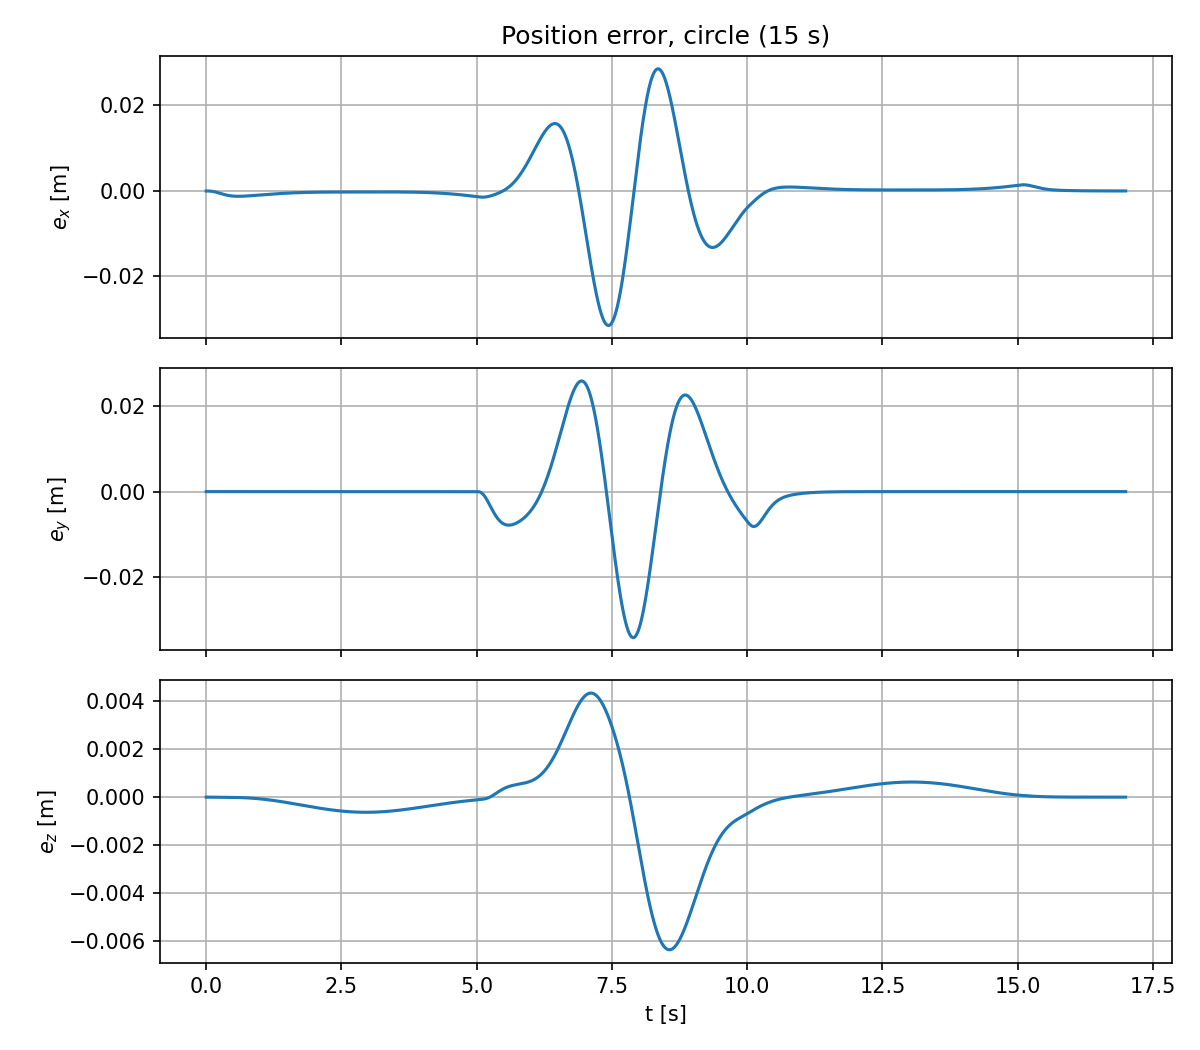 Position error, circle (15 s)
0.02
0.00
−0.02
e_x [m]
0.02
0.00
−0.02
e_y [m]
0.004
0.002
0.000
−0.002
−0.004
−0.006
e_z [m]
0.0 2.5 5.0 7.5 10.0 12.5 15.0 17.5
t [s]